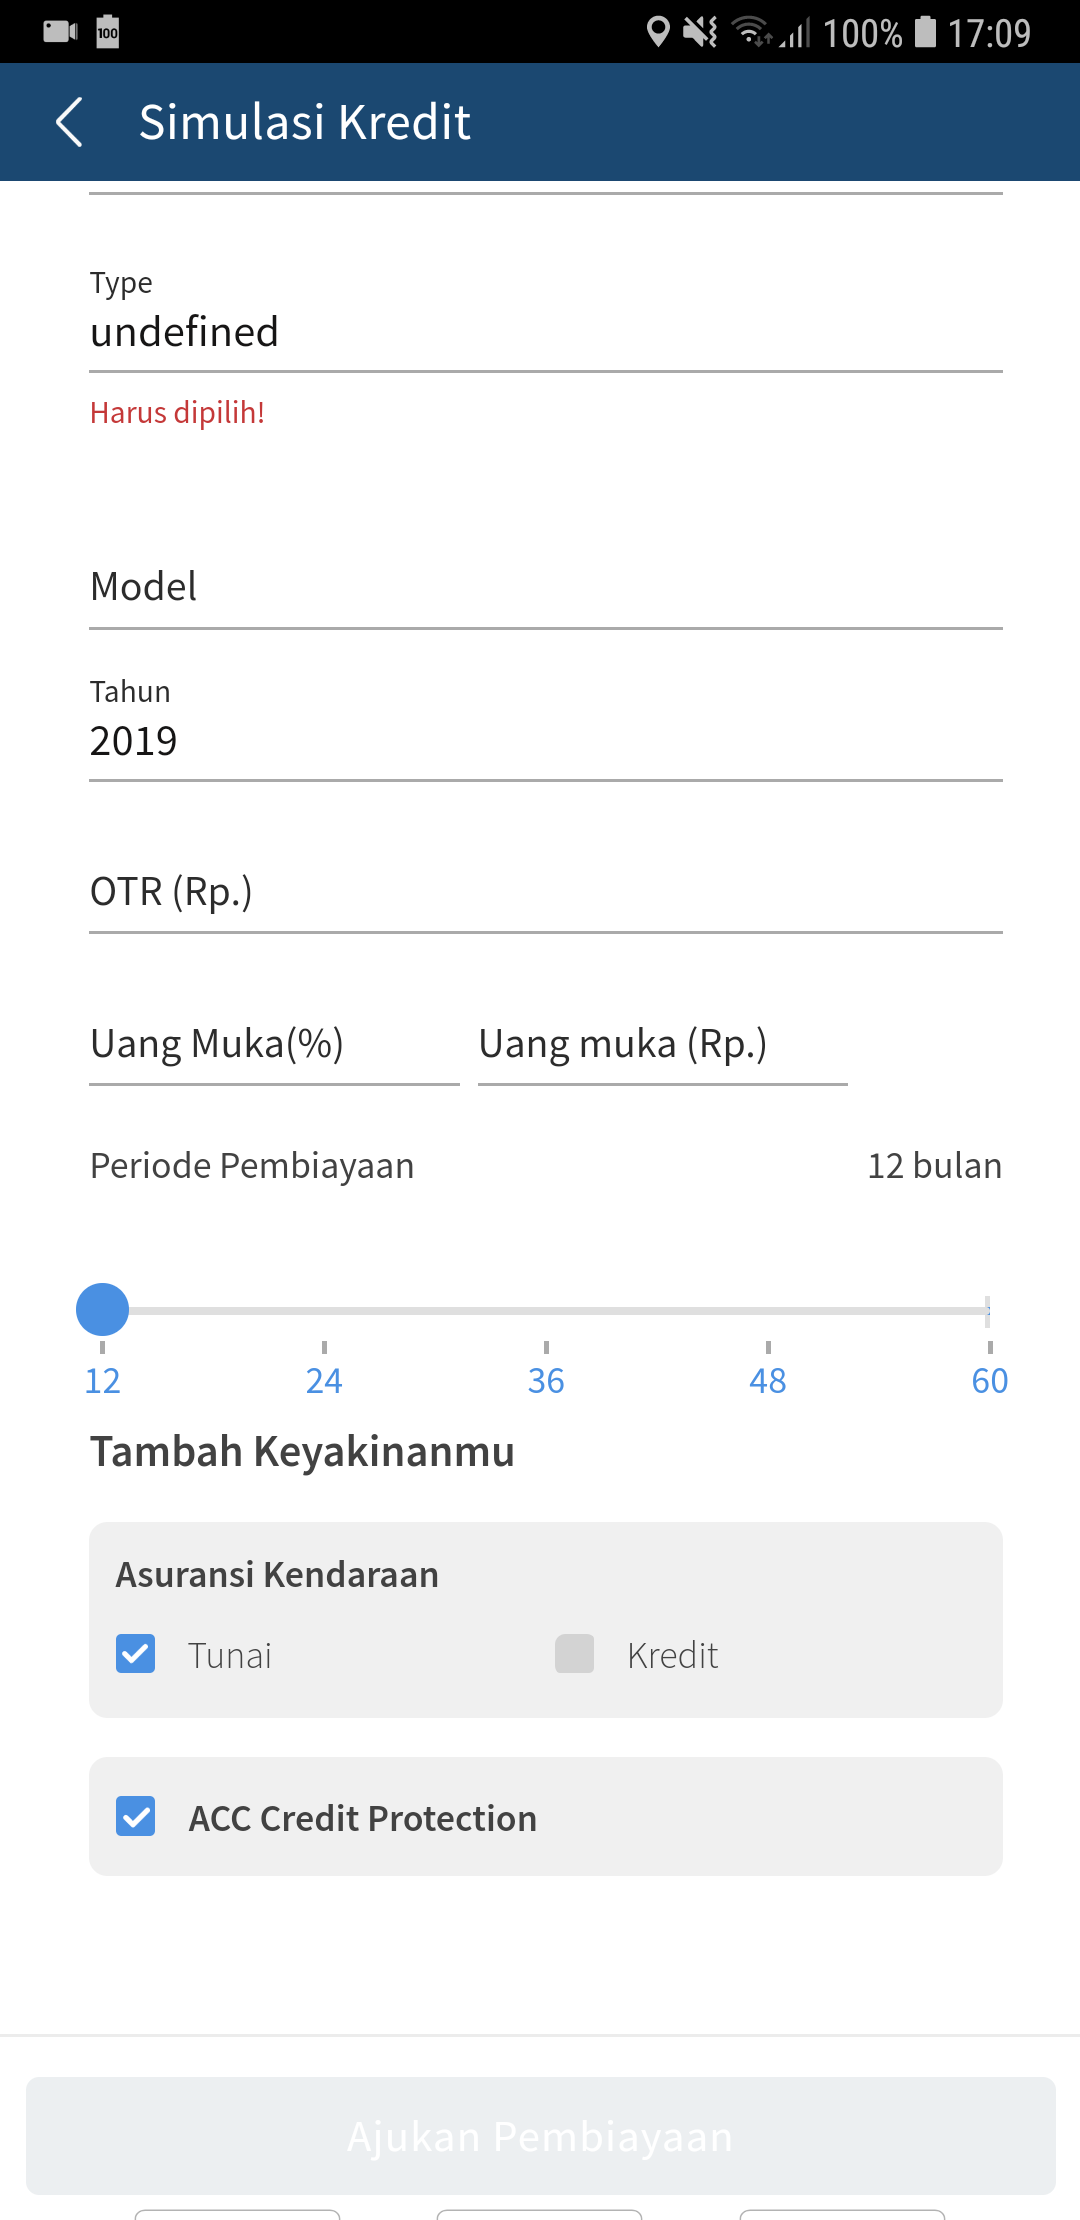 100 100% 17:09
Simulasi Kredit
Type
undefined
Harus dipilih!
Model
Tahun
2019
OTR (Rp.)
Uang Muka(%) Uang muka (Rp.)
Periode Pembiayaan 12 bulan
12 24 36 48 60
Tambah Keyakinanmu
Asuransi Kendaraan
Tunai Kredit
ACC Credit Protection
Ajukan Pembiayaan